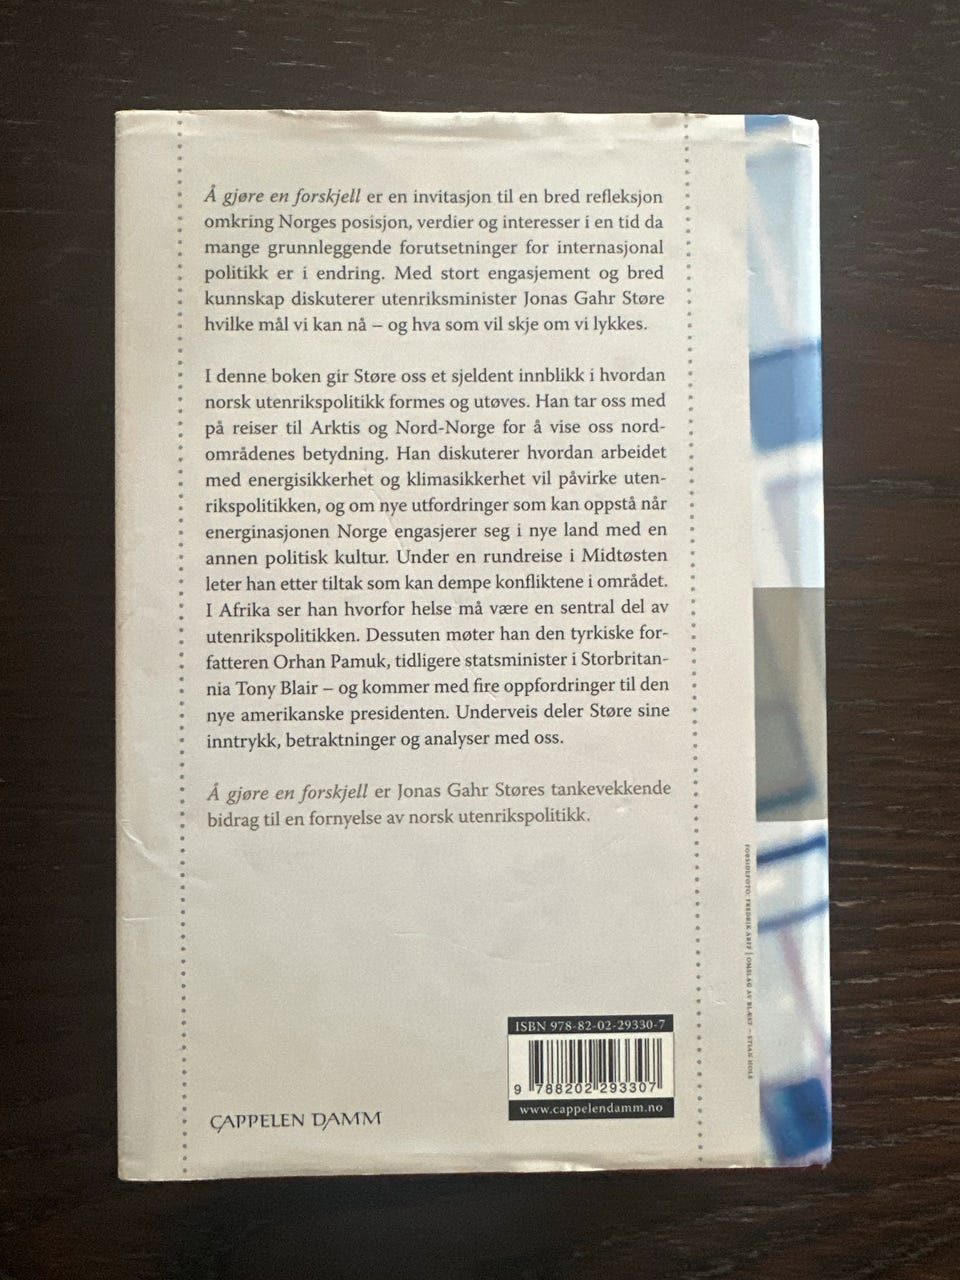 Å gjøre en forskjell er en invitasjon til en bred refleksjon
omkring Norges posisjon, verdier og interesser i en tid da
mange grunnleggende forutsetninger for internasjonal
politikk er i endring. Med stort engasjement og bred
kunnskap diskuterer utenriksminister Jonas Gahr Støre
hvilke mål vi kan nå – og hva som vil skje om vi lykkes.
I denne boken gir Støre oss et sjeldent innblikk i hvordan
norsk utenrikspolitikk formes og utøves. Han tar oss med
på reiser til Arktis og Nord-Norge for å vise oss nord-
områdenes betydning. Han diskuterer hvordan arbeidet
med energisikkerhet og klimasikkerhet vil påvirke uten-
rikspolitikken, og om nye utfordringer som kan oppstå når
energinasjonen Norge engasjerer seg i nye land med en
annen politisk kultur. Under en rundreise i Midtøsten
leter han etter tiltak som kan dempe konfliktene i området.
I Afrika ser han hvorfor helse må være en sentral del av
utenrikspolitikken. Dessuten møter han den tyrkiske for-
fatteren Orhan Pamuk, tidligere statsminister i Storbritan-
nia Tony Blair – og kommer med fire oppfordringer til den
nye amerikanske presidenten. Underveis deler Støre sine
inntrykk, betraktninger og analyser med oss.
Å gjøre en forskjell er Jonas Gahr Støres tankevekkende
bidrag til en fornyelse av norsk utenrikspolitikk.
FORSIDEFOTO: FREDRIK ARFF | OMSLAG AV BLÆST – STIAN HOLE
ISBN 978-82-02-29330-7
9 788202 293307
www.cappelendamm.no
CAPPELEN DAMM